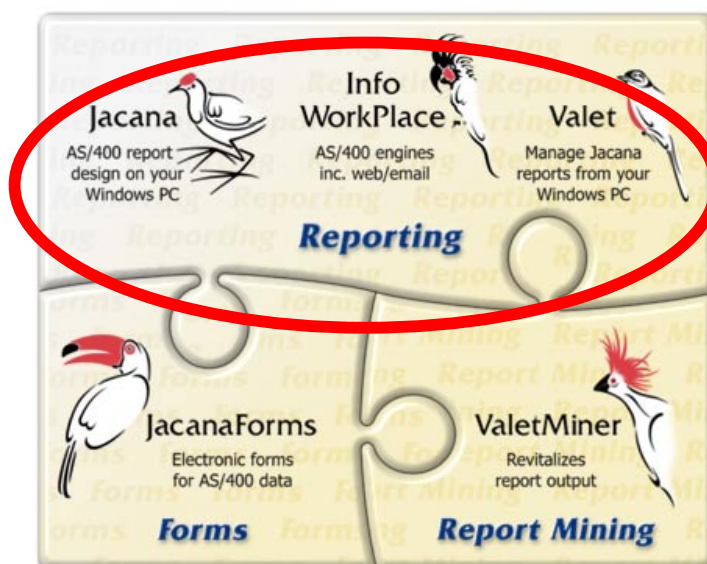 Jacana
AS/400 report
design on your
Windows PC
Info
WorkPlace
AS/400 engines
inc. web/email
Valet
Manage Jacana
reports from your
Windows PC
Reporting
JacanaForms
Electronic forms
for AS/400 data
Forms
ValetMiner
Revitalizes
report output
Report Mining